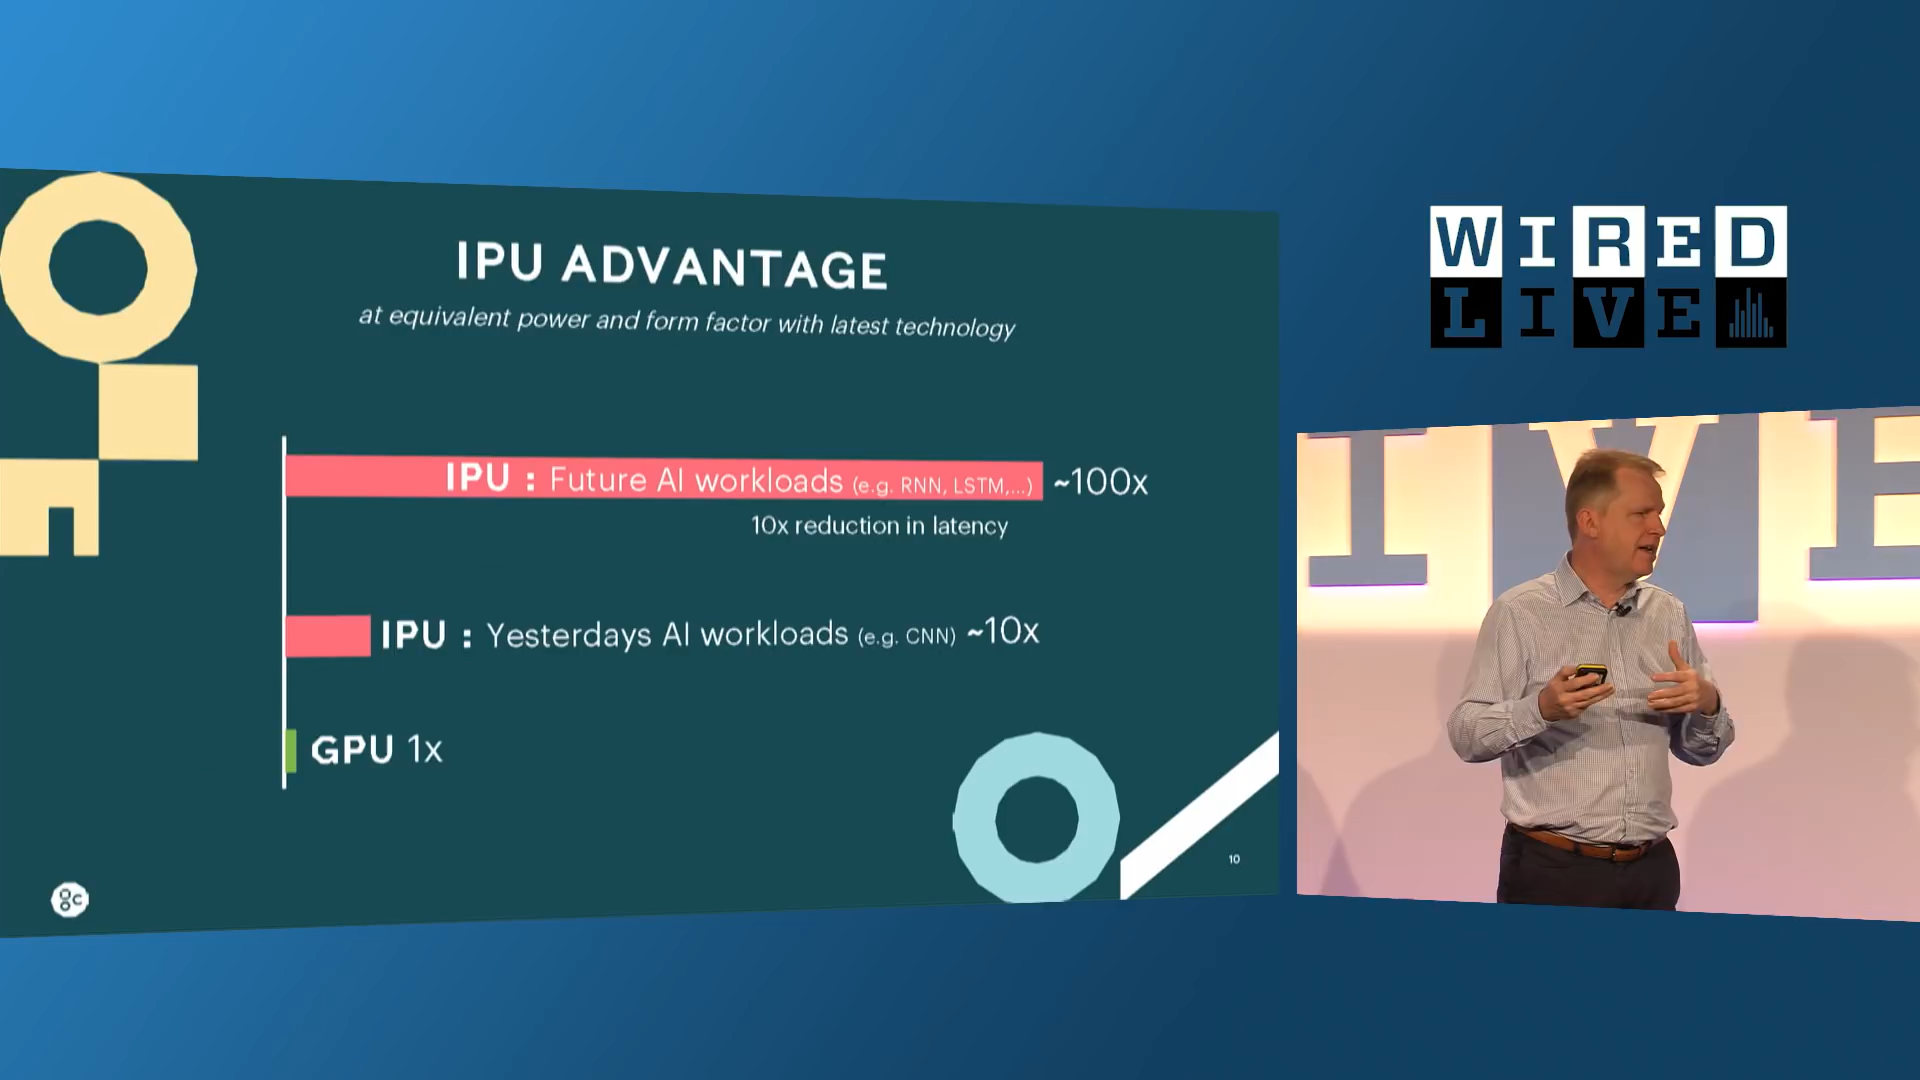 IPU ADVANTAGE
at equivalent power and form factor with latest technology
IPU : Future AI workloads (e.g. RNN, LSTM,...) ~100x
10x reduction in latency
IPU : Yesterdays AI workloads (e.g. CNN) ~10x
GPU 1x
10
gc
WIRED
LIVE
I V E